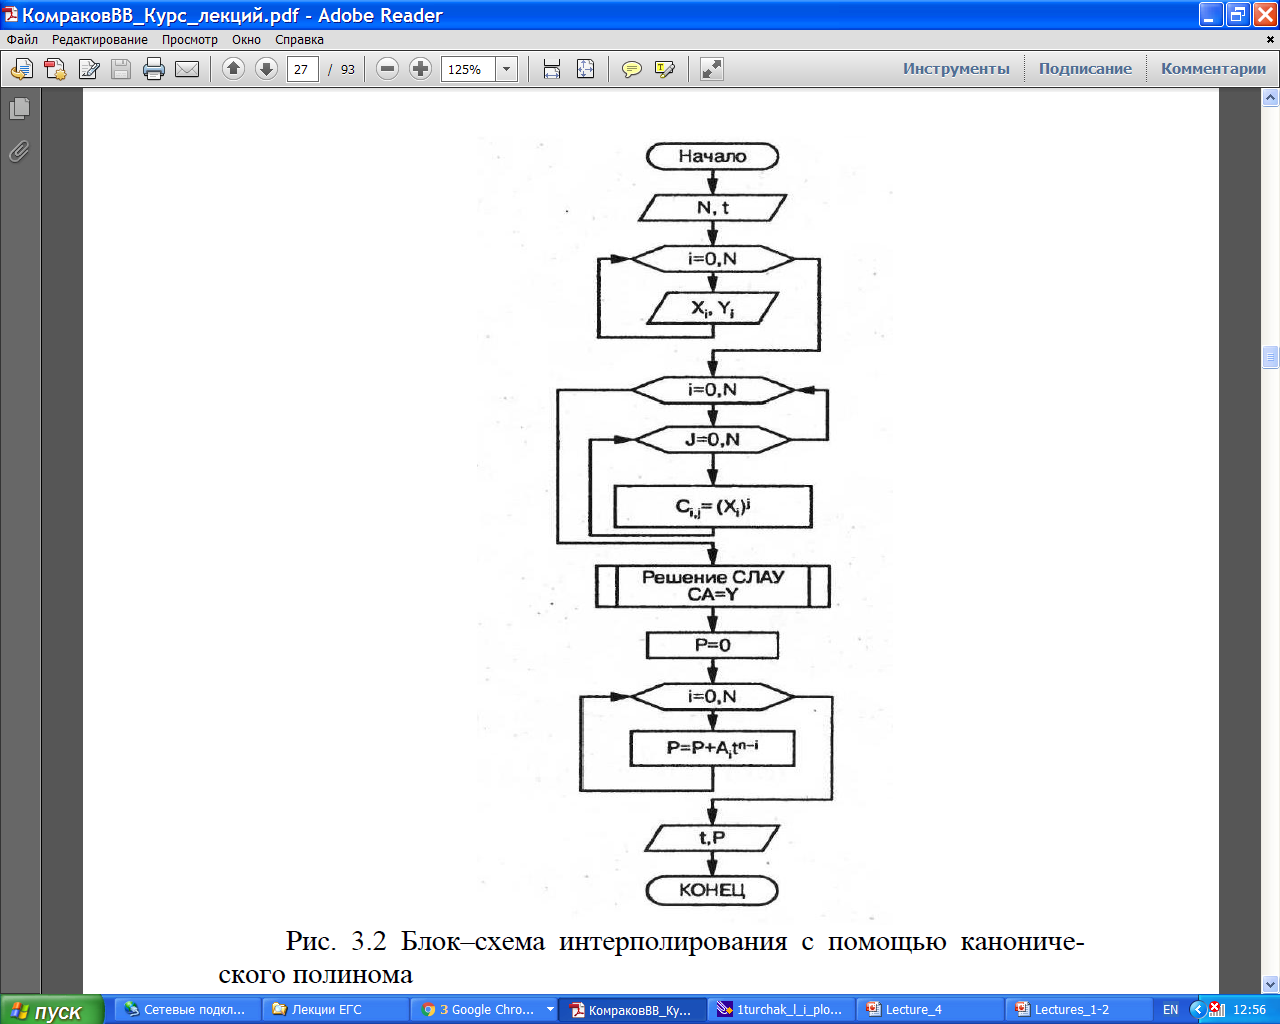 КомраковВВ_Курс_лекций.pdf - Adobe Reader
Файл Редактирование Просмотр Окно Справка
27 / 93 125% Инструменты Подписание Комментарии
Начало
N, t
i=0,N
Xi, Yi
i=0,N
J=0,N
Ci,j= (Xi)j
Решение СЛАУ
CA=Y
P=0
i=0,N
P=P+Aitn-i
t,P
КОНЕЦ
Рис. 3.2 Блок–схема интерполирования с помощью канониче-
ского полинома
пуск Сетевые подкл... Лекции ЕГС 3 Google Chro... КомраковВВ_Ку... 1turchak_l_i_plo... Lecture_4 Lectures_1-2 EN 12:56